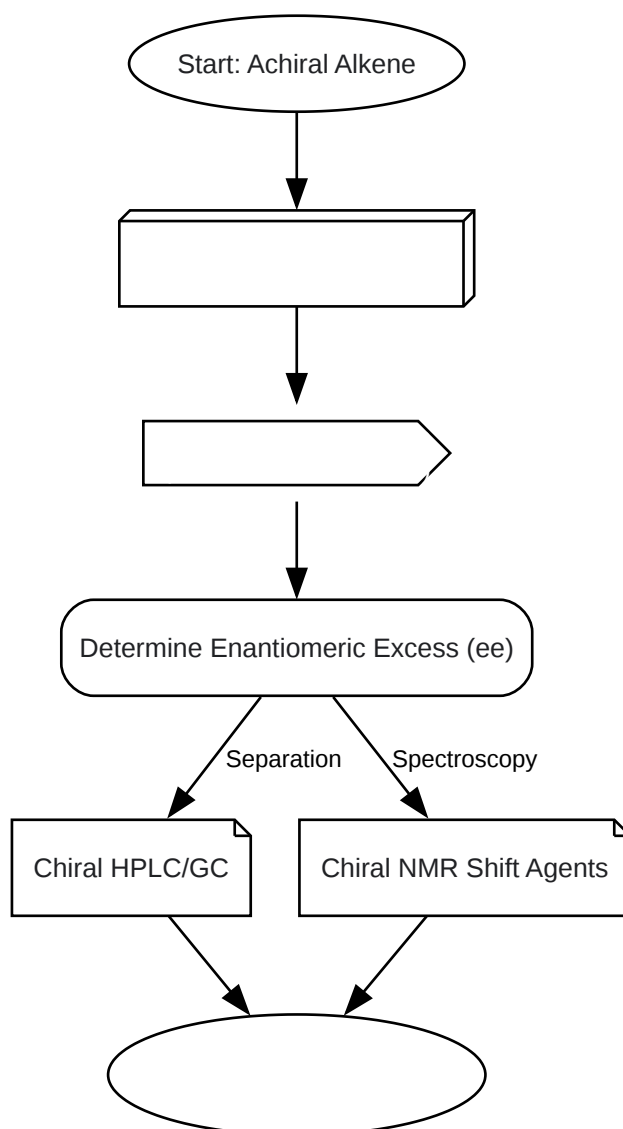 Start: Achiral Alkene
Determine Enantiomeric Excess (ee)
Separation
Spectroscopy
Chiral HPLC/GC
Chiral NMR Shift Agents